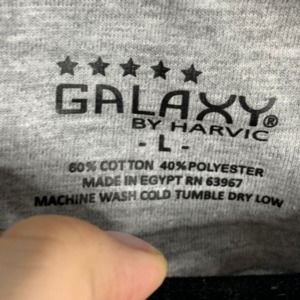 GALAXY®
BY HARVIC
- L -
60% COTTON 40% POLYESTER
MADE IN EGYPT RN 63967
MACHINE WASH COLD TUMBLE DRY LOW